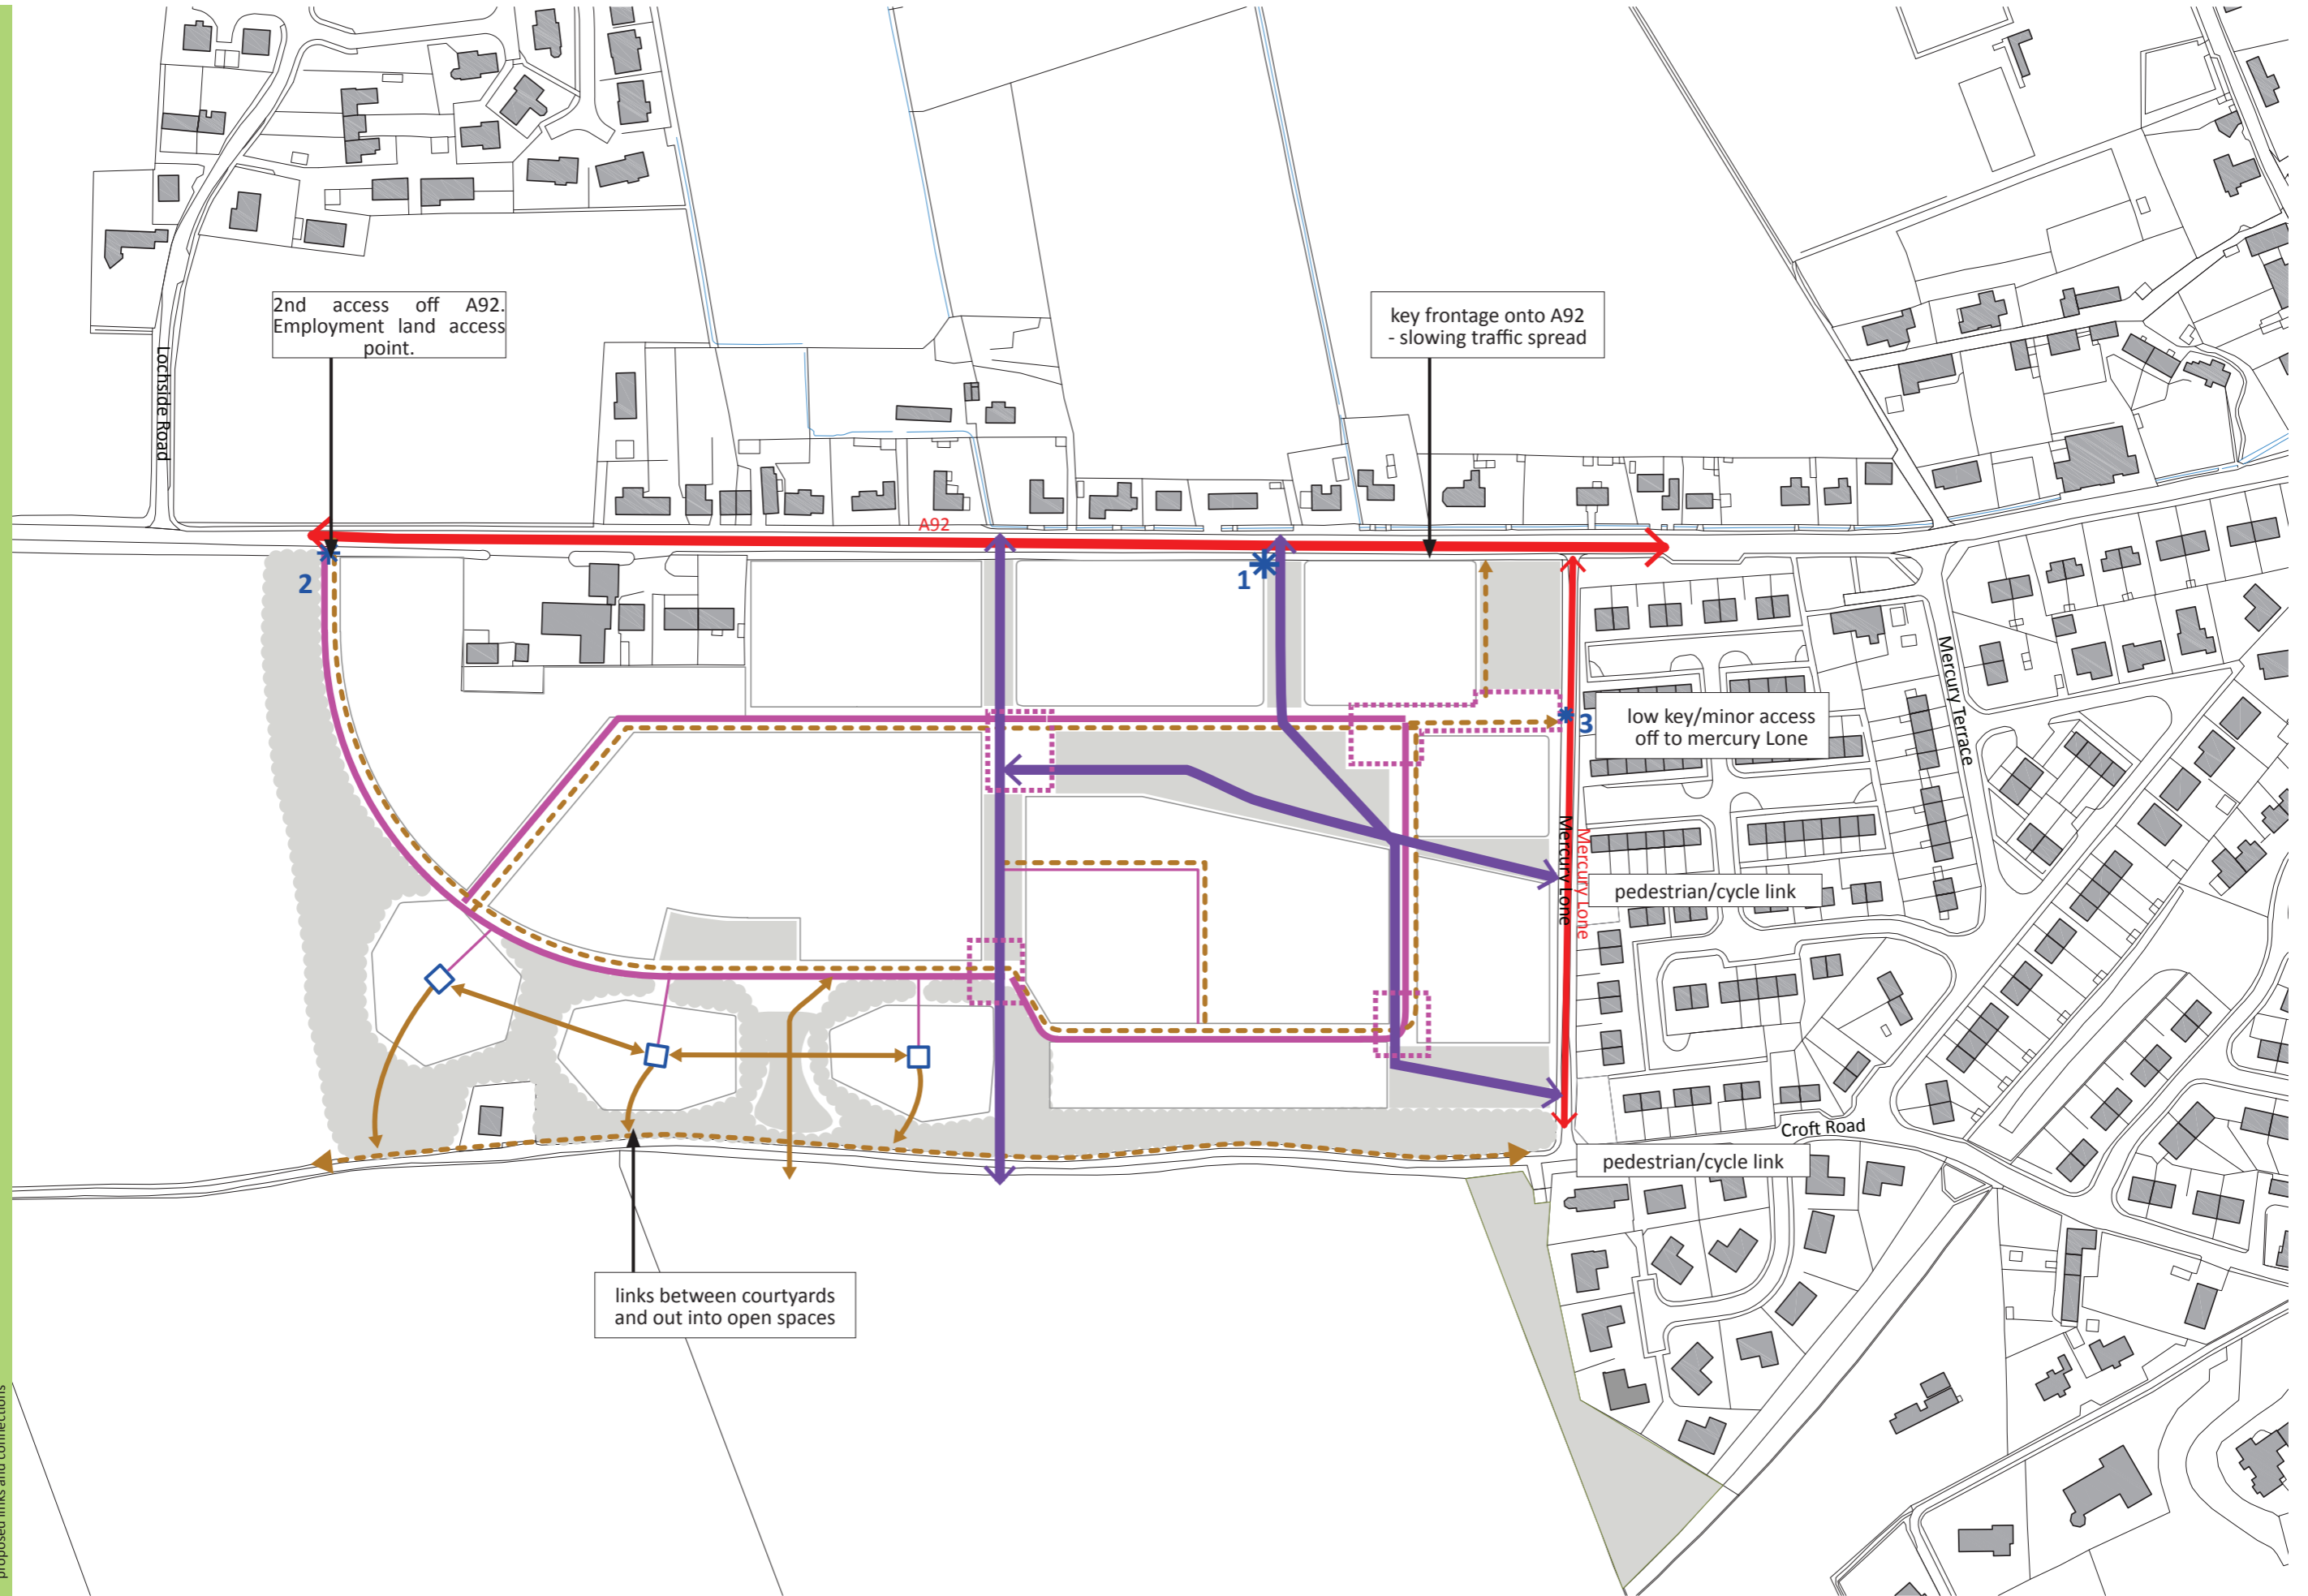 2nd access off A92.
Employment land access
point.
key frontage onto A92
- slowing traffic spread
Lochside Road
A92
2
1
3
low key/minor access
off to mercury Lone
Mercury Terrace
Mercury Lone
Mercury Lone
pedestrian/cycle link
Croft Road
pedestrian/cycle link
links between courtyards
and out into open spaces
proposed links and connections